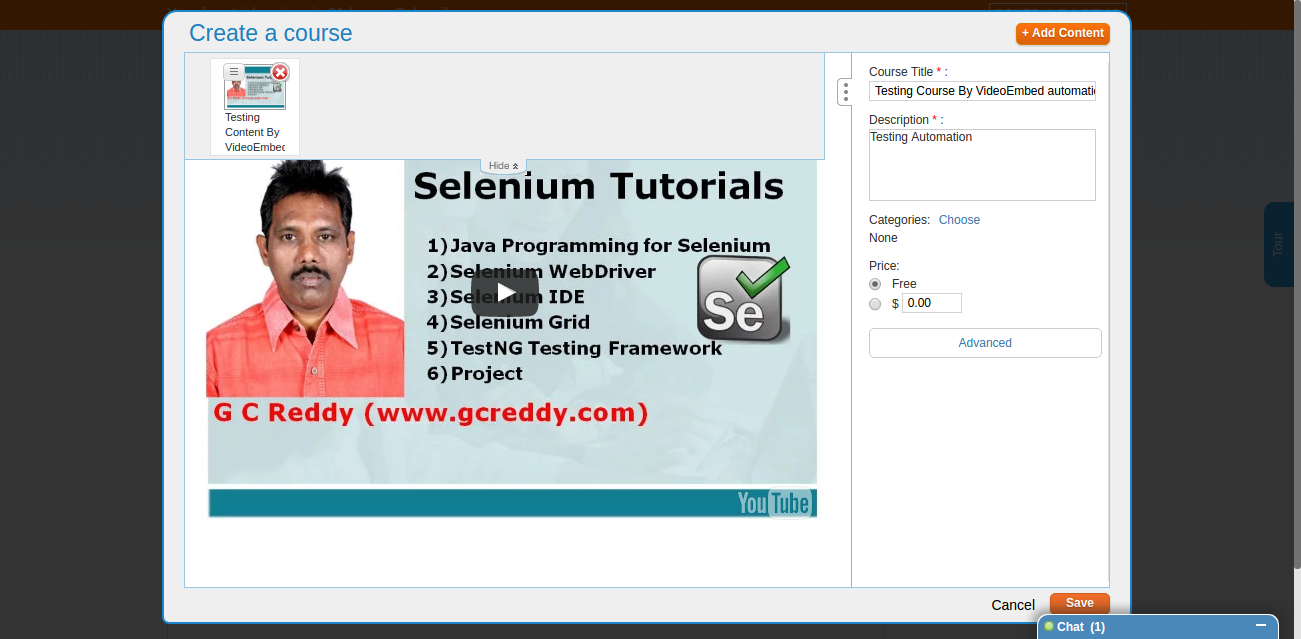 Create a course
+ Add Content
Testing
Content By
VideoEmbec
Hide
Selenium Tutorials
1)Java Programming for Selenium
2)Selenium WebDriver
3)Selenium IDE
4)Selenium Grid
5)TestNG Testing Framework
6)Project
Se
G C Reddy (www.gcreddy.com)
YouTube
Course Title * :
Testing Course By VideoEmbed automati
Description * :
Testing Automation
Categories: Choose
None
Price:
Free
$ 0.00
Advanced
Tour
Cancel
Save
Chat (1)